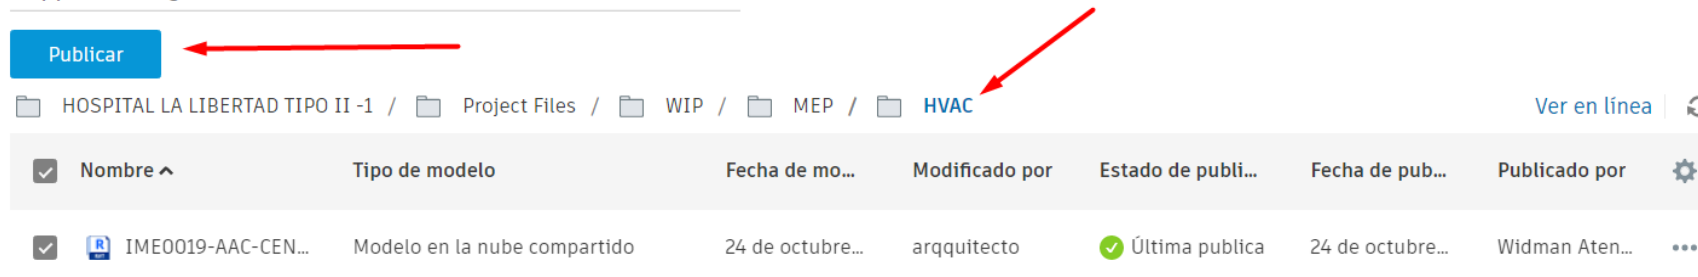 Publicar
HOSPITAL LA LIBERTAD TIPO II -1 / Project Files / WIP / MEP / HVAC Ver en línea
Nombre Tipo de modelo Fecha de mo... Modificado por Estado de publi... Fecha de pub... Publicado por
IME0019-AAC-CEN... Modelo en la nube compartido 24 de octubre... arqquitecto Última publica 24 de octubre... Widman Aten...